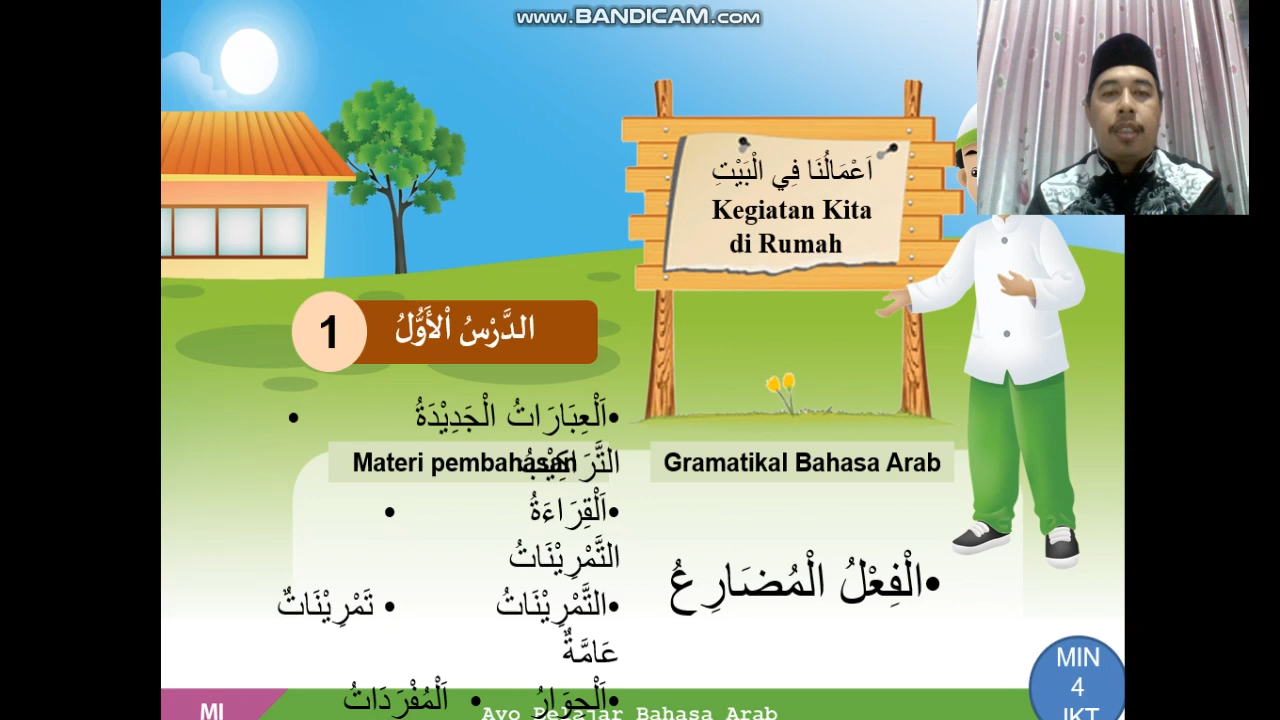 www.BANDICAM.com
اَعْمَالُنَا فِي الْبَيْتِ
Kegiatan Kita
di Rumah
1
الدَّرْسُ اْلأَوَّلُ
•اَلْعِبَارَاتُ الْجَدِيْدَةُ •
Materi pembahasan
التَّرَاكِيْبُ
Gramatikal Bahasa Arab
•اَلْقِرَاءَةُ •
التَّمْرِيْنَاتُ
•الْفِعْلُ الْمُضَارِعُ
•التَّمْرِيْنَاتُ • تَمْرِيْنَاتٌ
عَامَّةٌ
•اَلْحِوَارُ • اَلْمُفْرَدَاتُ
MIN
4
JKT
MI
Ayo Belajar Bahasa Arab